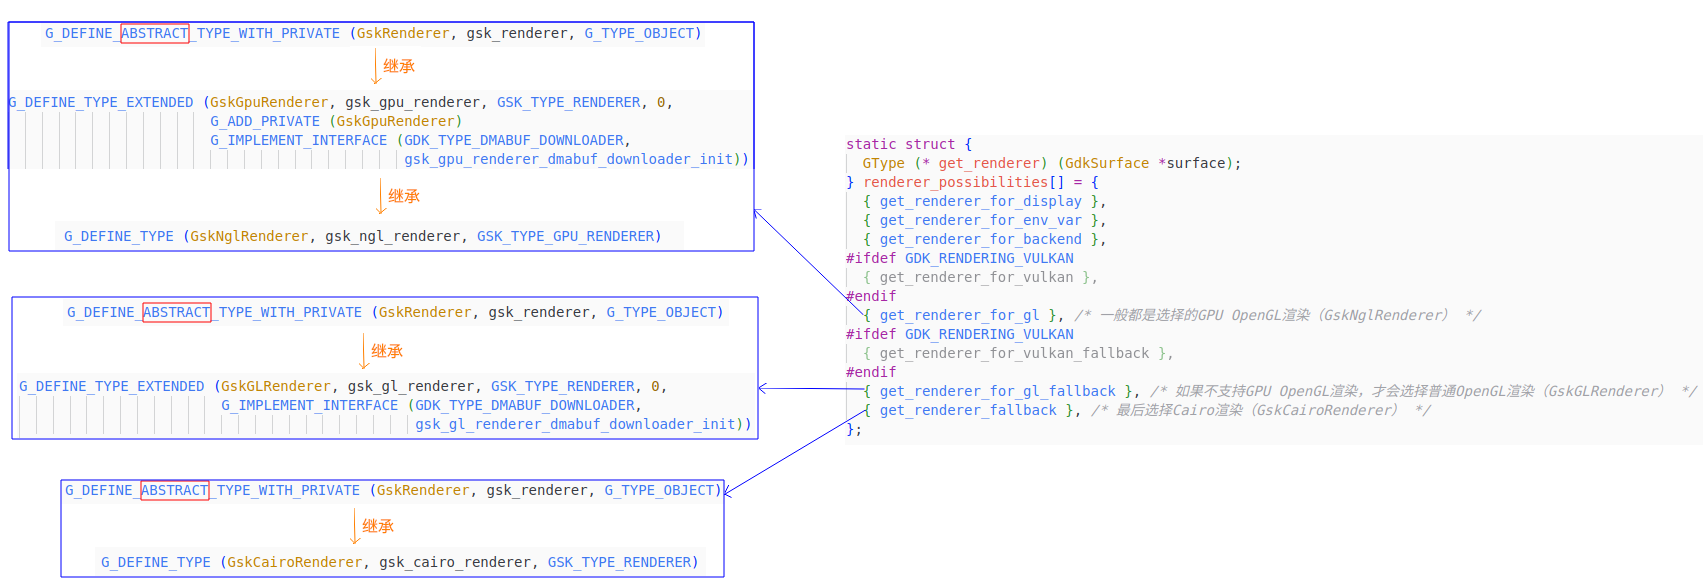 G_DEFINE_ABSTRACT_TYPE_WITH_PRIVATE (GskRenderer, gsk_renderer, G_TYPE_OBJECT)
继承
G_DEFINE_TYPE_EXTENDED (GskGpuRenderer, gsk_gpu_renderer, GSK_TYPE_RENDERER, 0,
G_ADD_PRIVATE (GskGpuRenderer)
G_IMPLEMENT_INTERFACE (GDK_TYPE_DMABUF_DOWNLOADER,
gsk_gpu_renderer_dmabuf_downloader_init))
继承
G_DEFINE_TYPE (GskNglRenderer, gsk_ngl_renderer, GSK_TYPE_GPU_RENDERER)
G_DEFINE_ABSTRACT_TYPE_WITH_PRIVATE (GskRenderer, gsk_renderer, G_TYPE_OBJECT)
继承
G_DEFINE_TYPE_EXTENDED (GskGLRenderer, gsk_gl_renderer, GSK_TYPE_RENDERER, 0,
G_IMPLEMENT_INTERFACE (GDK_TYPE_DMABUF_DOWNLOADER,
gsk_gl_renderer_dmabuf_downloader_init))
G_DEFINE_ABSTRACT_TYPE_WITH_PRIVATE (GskRenderer, gsk_renderer, G_TYPE_OBJECT)
继承
G_DEFINE_TYPE (GskCairoRenderer, gsk_cairo_renderer, GSK_TYPE_RENDERER)
static struct {
GType (* get_renderer) (GdkSurface *surface);
} renderer_possibilities[] = {
{ get_renderer_for_display },
{ get_renderer_for_env_var },
{ get_renderer_for_backend },
#ifdef GDK_RENDERING_VULKAN
{ get_renderer_for_vulkan },
#endif
{ get_renderer_for_gl }, /* 一般都是选择的GPU OpenGL渲染（GskNglRenderer） */
#ifdef GDK_RENDERING_VULKAN
{ get_renderer_for_vulkan_fallback },
#endif
{ get_renderer_for_gl_fallback }, /* 如果不支持GPU OpenGL渲染，才会选择普通OpenGL渲染（GskGLRenderer） */
{ get_renderer_fallback }, /* 最后选择Cairo渲染（GskCairoRenderer） */
};